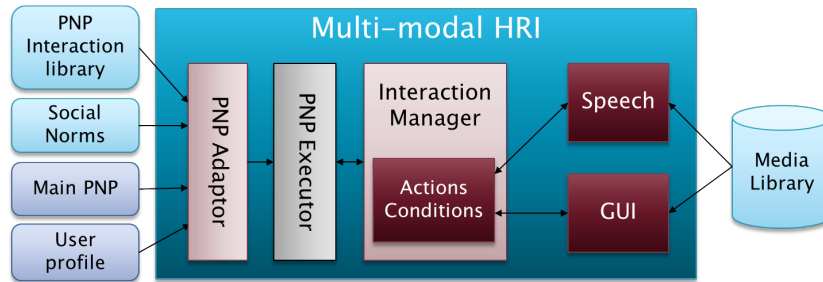 Multi-modal HRI
PNP
Interaction
library
Social
Norms
Main PNP
User
profile
PNP Adaptor
PNP Executor
Interaction
Manager
Actions
Conditions
Speech
GUI
Media
Library